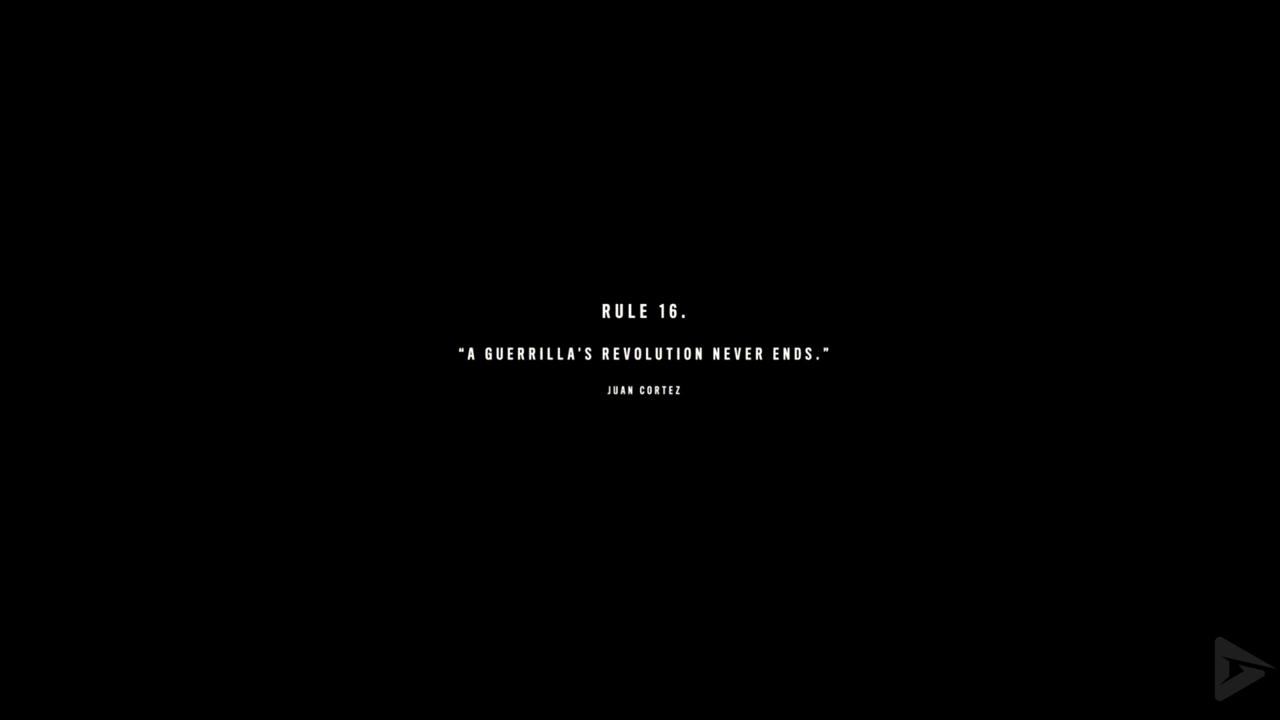 RULE 16.
“A GUERRILLA'S REVOLUTION NEVER ENDS.”
JUAN CORTEZ